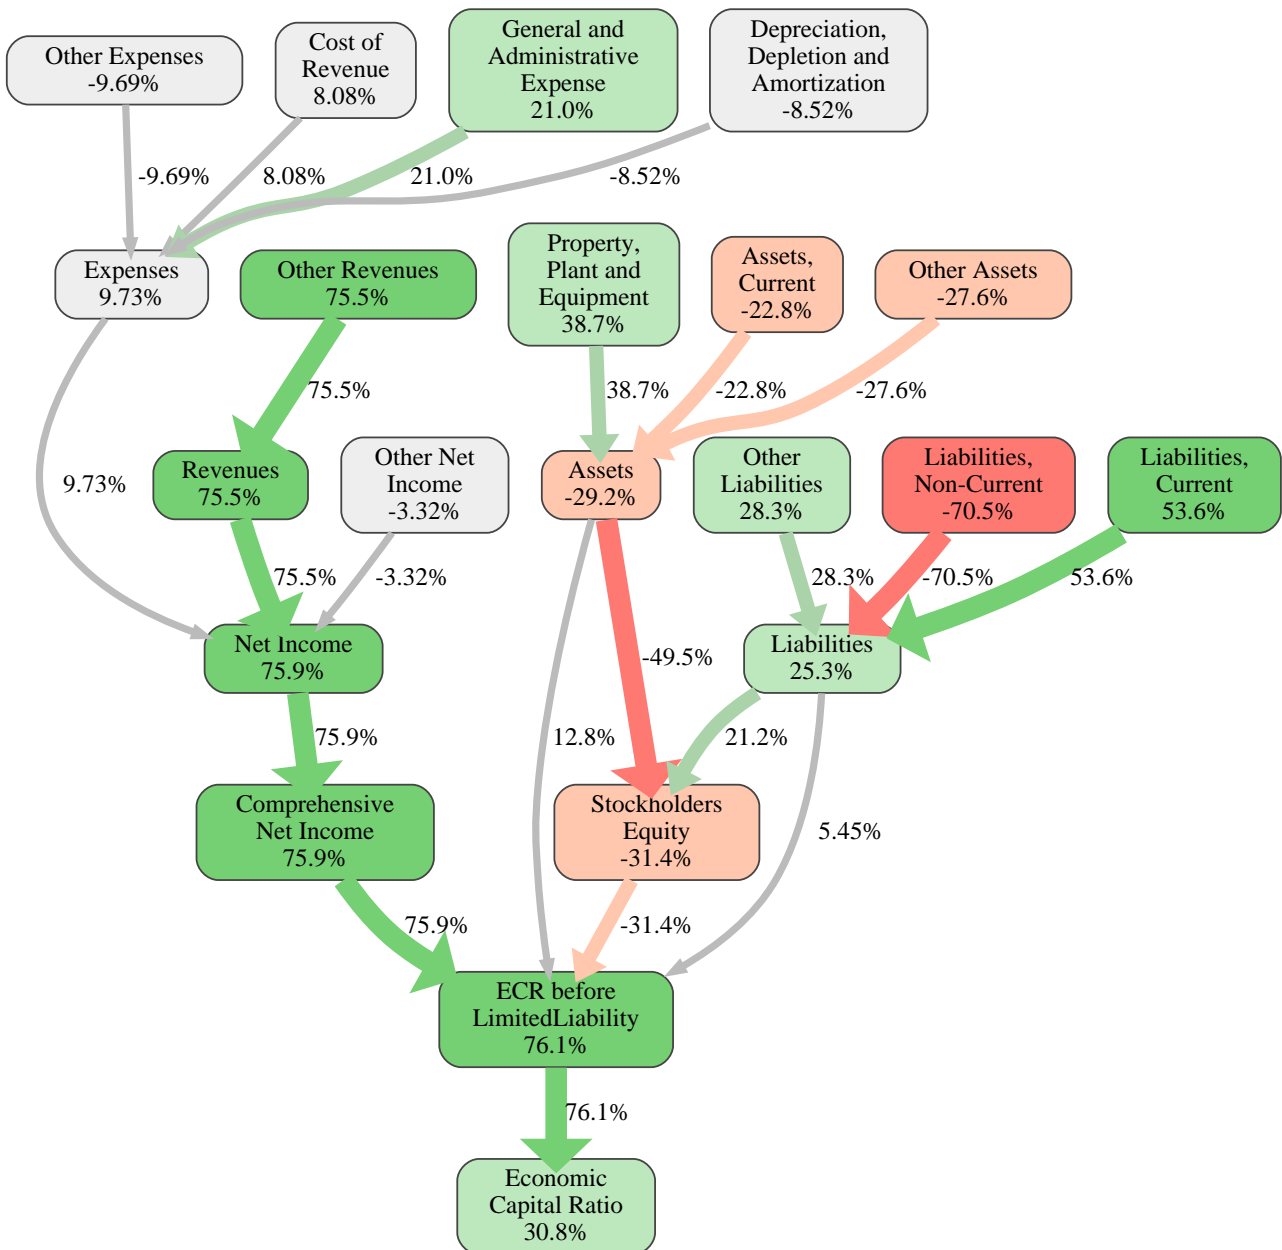 Other Expenses
-9.69%
Cost of
Revenue
8.08%
General and
Administrative
Expense
21.0%
Depreciation,
Depletion and
Amortization
-8.52%
-9.69%
8.08%
21.0%
-8.52%
Expenses
9.73%
Other Revenues
75.5%
Property,
Plant and
Equipment
38.7%
Assets,
Current
-22.8%
Other Assets
-27.6%
75.5%
38.7%
-22.8%
-27.6%
9.73%
Revenues
75.5%
Other Net
Income
-3.32%
Assets
-29.2%
Other
Liabilities
28.3%
Liabilities,
Non-Current
-70.5%
Liabilities,
Current
53.6%
75.5%
-3.32%
28.3%
-70.5%
53.6%
Net Income
75.9%
-49.5%
Liabilities
25.3%
75.9%
12.8%
21.2%
Comprehensive
Net Income
75.9%
Stockholders
Equity
-31.4%
5.45%
75.9%
-31.4%
ECR before
LimitedLiability
76.1%
76.1%
Economic
Capital Ratio
30.8%